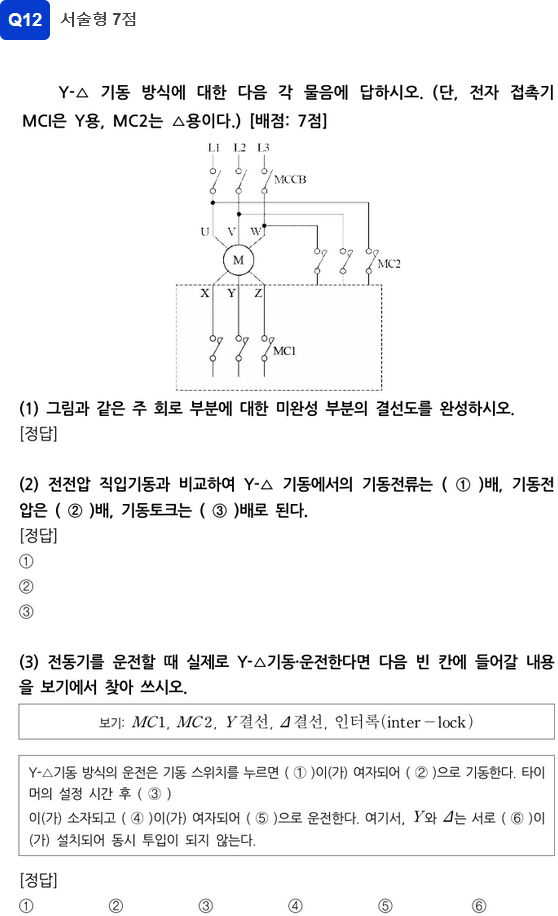 Q12 서술형 7점
Y-△ 기동 방식에 대한 다음 각 물음에 답하시오. (단, 전자 접촉기
MCl은 Y용, MC2는 △용이다.) [배점: 7점]
L1 L2 L3
MCCB
U V W
M
MC2
X Y Z
MC1
(1) 그림과 같은 주 회로 부분에 대한 미완성 부분의 결선도를 완성하시오.
[정답]
(2) 전전압 직입기동과 비교하여 Y-△ 기동에서의 기동전류는 ( ① )배, 기동전
압은 ( ② )배, 기동토크는 ( ③ )배로 된다.
[정답]
①
②
③
(3) 전동기를 운전할 때 실제로 Y-△기동·운전한다면 다음 빈 칸에 들어갈 내용
을 보기에서 찾아 쓰시오.
보기: MC1, MC2, Y결선, Δ결선, 인터록(inter-lock)
Y-△기동 방식의 운전은 기동 스위치를 누르면 ( ① )이(가) 여자되어 ( ② )으로 기동한다. 타이
머의 설정 시간 후 ( ③ )
이(가) 소자되고 ( ④ )이(가) 여자되어 ( ⑤ )으로 운전한다. 여기서, Y와 Δ는 서로 ( ⑥ )이
(가) 설치되어 동시 투입이 되지 않는다.
[정답]
① ② ③ ④ ⑤ ⑥